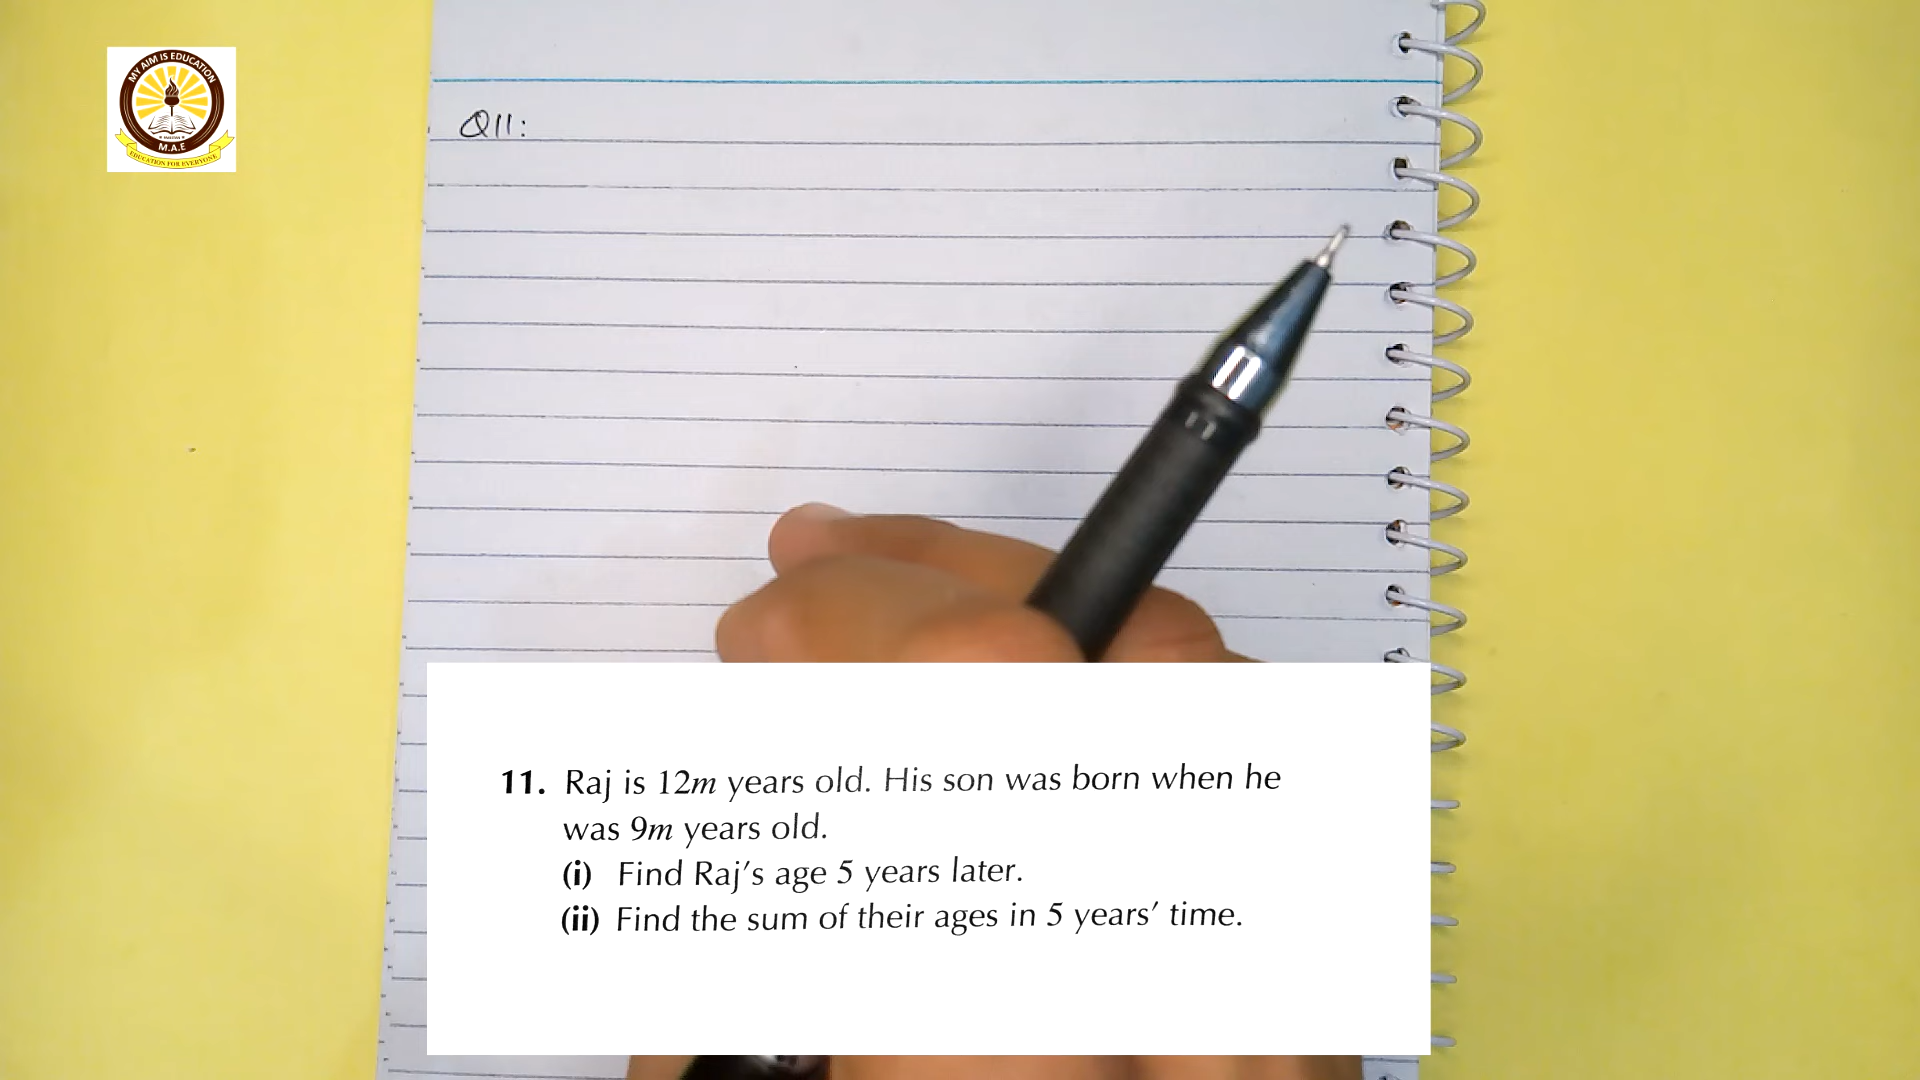 MY AIM IS EDUCATION
M.A.E
EDUCATION FOR EVERYONE
Q11:
11. Raj is 12m years old. His son was born when he
was 9m years old.
(i) Find Raj's age 5 years later.
(ii) Find the sum of their ages in 5 years' time.